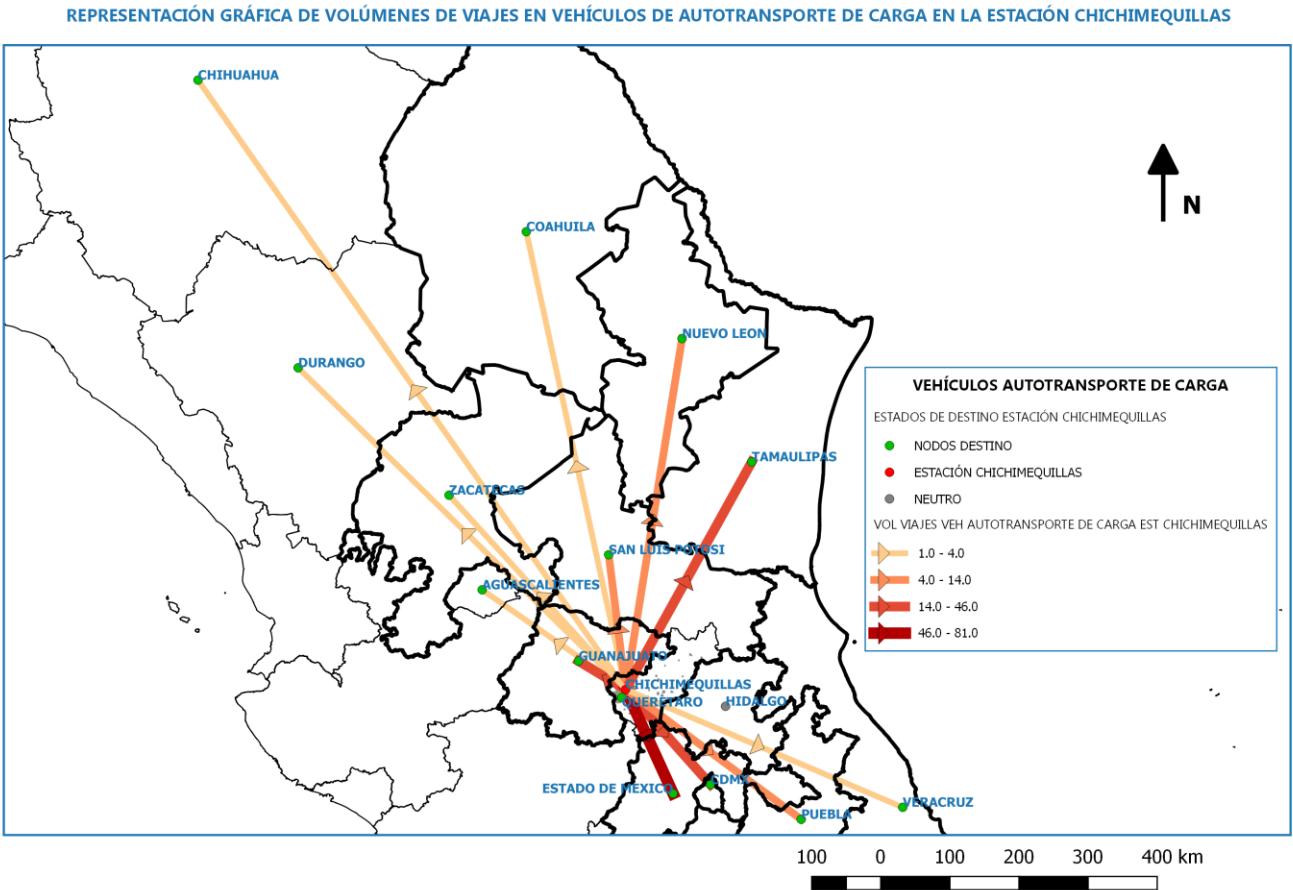 REPRESENTACIÓN GRÁFICA DE VOLÚMENES DE VIAJES EN VEHÍCULOS DE AUTOTRANSPORTE DE CARGA EN LA ESTACIÓN CHICHIMEQUILLAS
CHIHUAHUA
COAHUILA
N
NUEVO LEON
DURANGO
TAMAULIPAS
ZACATECAS
SAN LUIS POTOSI
AGUASCALIENTES
GUANAJUATO
CHICHIMEQUILLAS
QUERÉTARO
HIDALGO
ESTADO DE MEXICO
CDMX
VERACRUZ
PUEBLA
VEHÍCULOS AUTOTRANSPORTE DE CARGA
ESTADOS DE DESTINO ESTACIÓN CHICHIMEQUILLAS
NODOS DESTINO
ESTACIÓN CHICHIMEQUILLAS
NEUTRO
VOL VIAJES VEH AUTOTRANSPORTE DE CARGA EST CHICHIMEQUILLAS
1.0 - 4.0
4.0 - 14.0
14.0 - 46.0
46.0 - 81.0
100 0 100 200 300 400 km